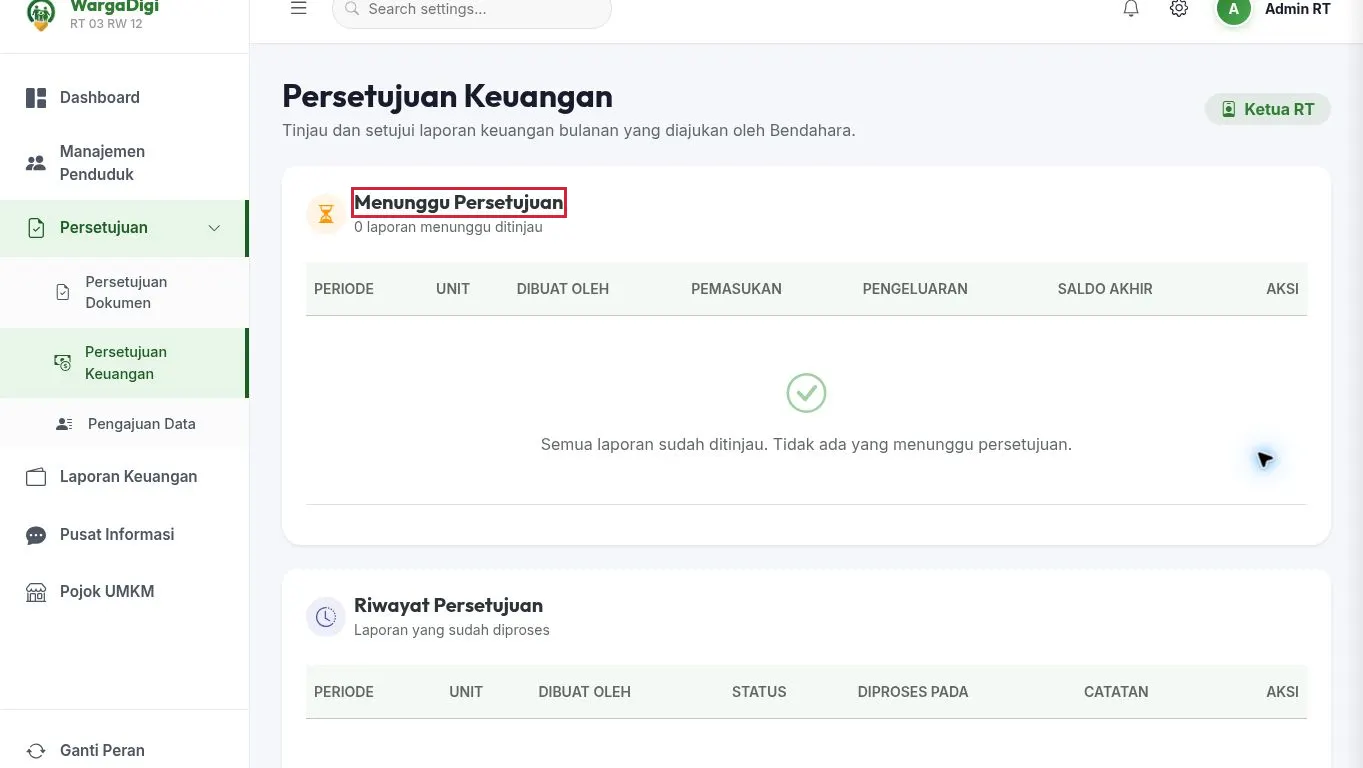 WargaDigi
RT 03 RW 12
Search settings...
A
Admin RT
Dashboard
Manajemen
Penduduk
Persetujuan
Persetujuan
Dokumen
Persetujuan
Keuangan
Pengajuan Data
Laporan Keuangan
Pusat Informasi
Pojok UMKM
Ganti Peran
Persetujuan Keuangan
Tinjau dan setujui laporan keuangan bulanan yang diajukan oleh Bendahara.
Ketua RT
Menunggu Persetujuan
0 laporan menunggu ditinjau
PERIODE UNIT DIBUAT OLEH PEMASUKAN PENGELUARAN SALDO AKHIR AKSI
Semua laporan sudah ditinjau. Tidak ada yang menunggu persetujuan.
Riwayat Persetujuan
Laporan yang sudah diproses
PERIODE UNIT DIBUAT OLEH STATUS DIPROSES PADA CATATAN AKSI